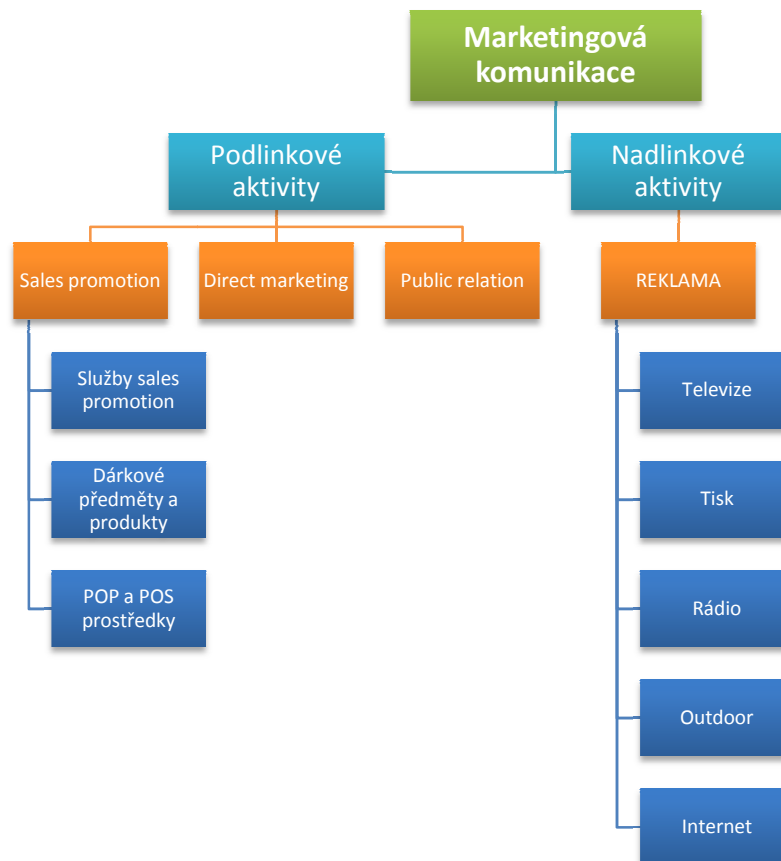 Marketingová
komunikace
Podlinkové
aktivity
Nadlinkové
aktivity
Sales promotion
Direct marketing
Public relation
REKLAMA
Služby sales
promotion
Dárkové
předměty a
produkty
POP a POS
prostředky
Televize
Tisk
Rádio
Outdoor
Internet